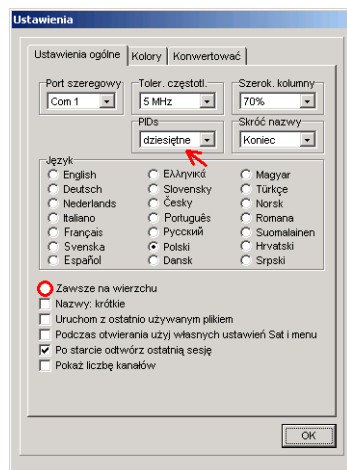 Ustawienia
Ustawienia ogólne Kolory Konwertować
Port szeregowy Toler. częstotl. Szerok. kolumny
Com 1 5 MHz 70%
PIDs Skróć nazwy
dziesiętne Koniec
Język
English Ελληνικά Magyar
Deutsch Slovensky Türkçe
Nederlands Česky Norsk
Italiano Português Romana
Français Русский Suomalainen
Svenska Polski Hrvatski
Español Dansk Srpski
Zawsze na wierzchu
Nazwy: krótkie
Uruchom z ostatnio używanym plikiem
Podczas otwierania użyj własnych ustawień Sat i menu
Po starcie odtwórz ostatnią sesję
Pokaż liczbę kanałów
OK